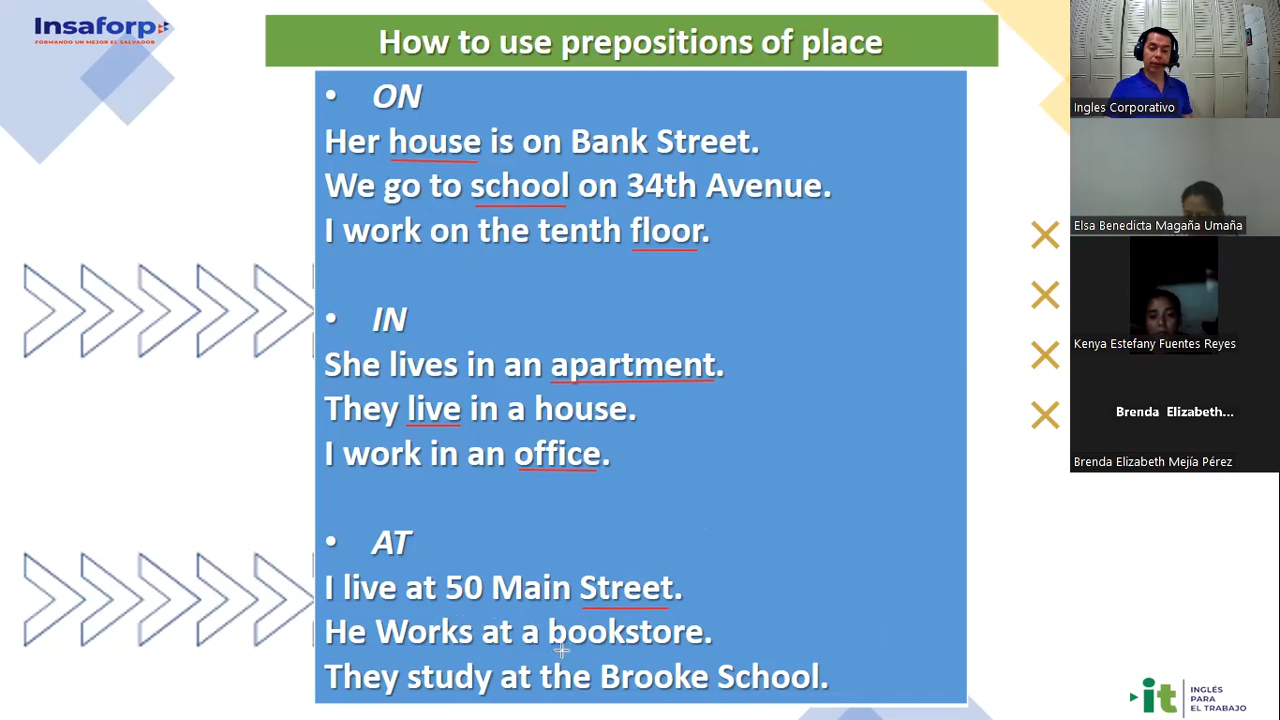 Insaforp
FORMANDO UN MEJOR EL SALVADOR
How to use prepositions of place
• ON
Her house is on Bank Street.
We go to school on 34th Avenue.
I work on the tenth floor.
• IN
She lives in an apartment.
They live in a house.
I work in an office.
• AT
I live at 50 Main Street.
He Works at a bookstore.
They study at the Brooke School.
Ingles Corporativo
Elsa Benedicta Magaña Umaña
Kenya Estefany Fuentes Reyes
Brenda Elizabeth...
Brenda Elizabeth Mejía Pérez
it
INGLÉS
PARA
EL TRABAJO